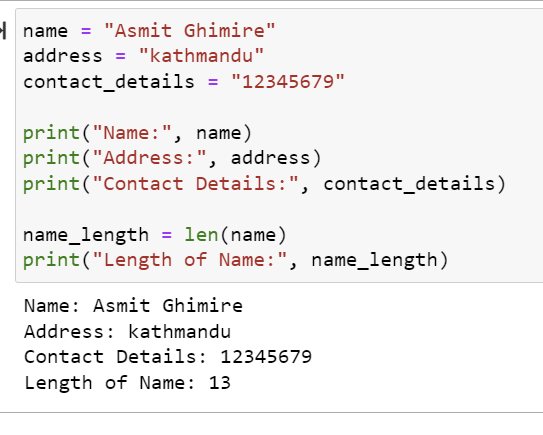 name = "Asmit Ghimire"
address = "kathmandu"
contact_details = "12345679"
print("Name:", name)
print("Address:", address)
print("Contact Details:", contact_details)
name_length = len(name)
print("Length of Name:", name_length)
Name: Asmit Ghimire
Address: kathmandu
Contact Details: 12345679
Length of Name: 13